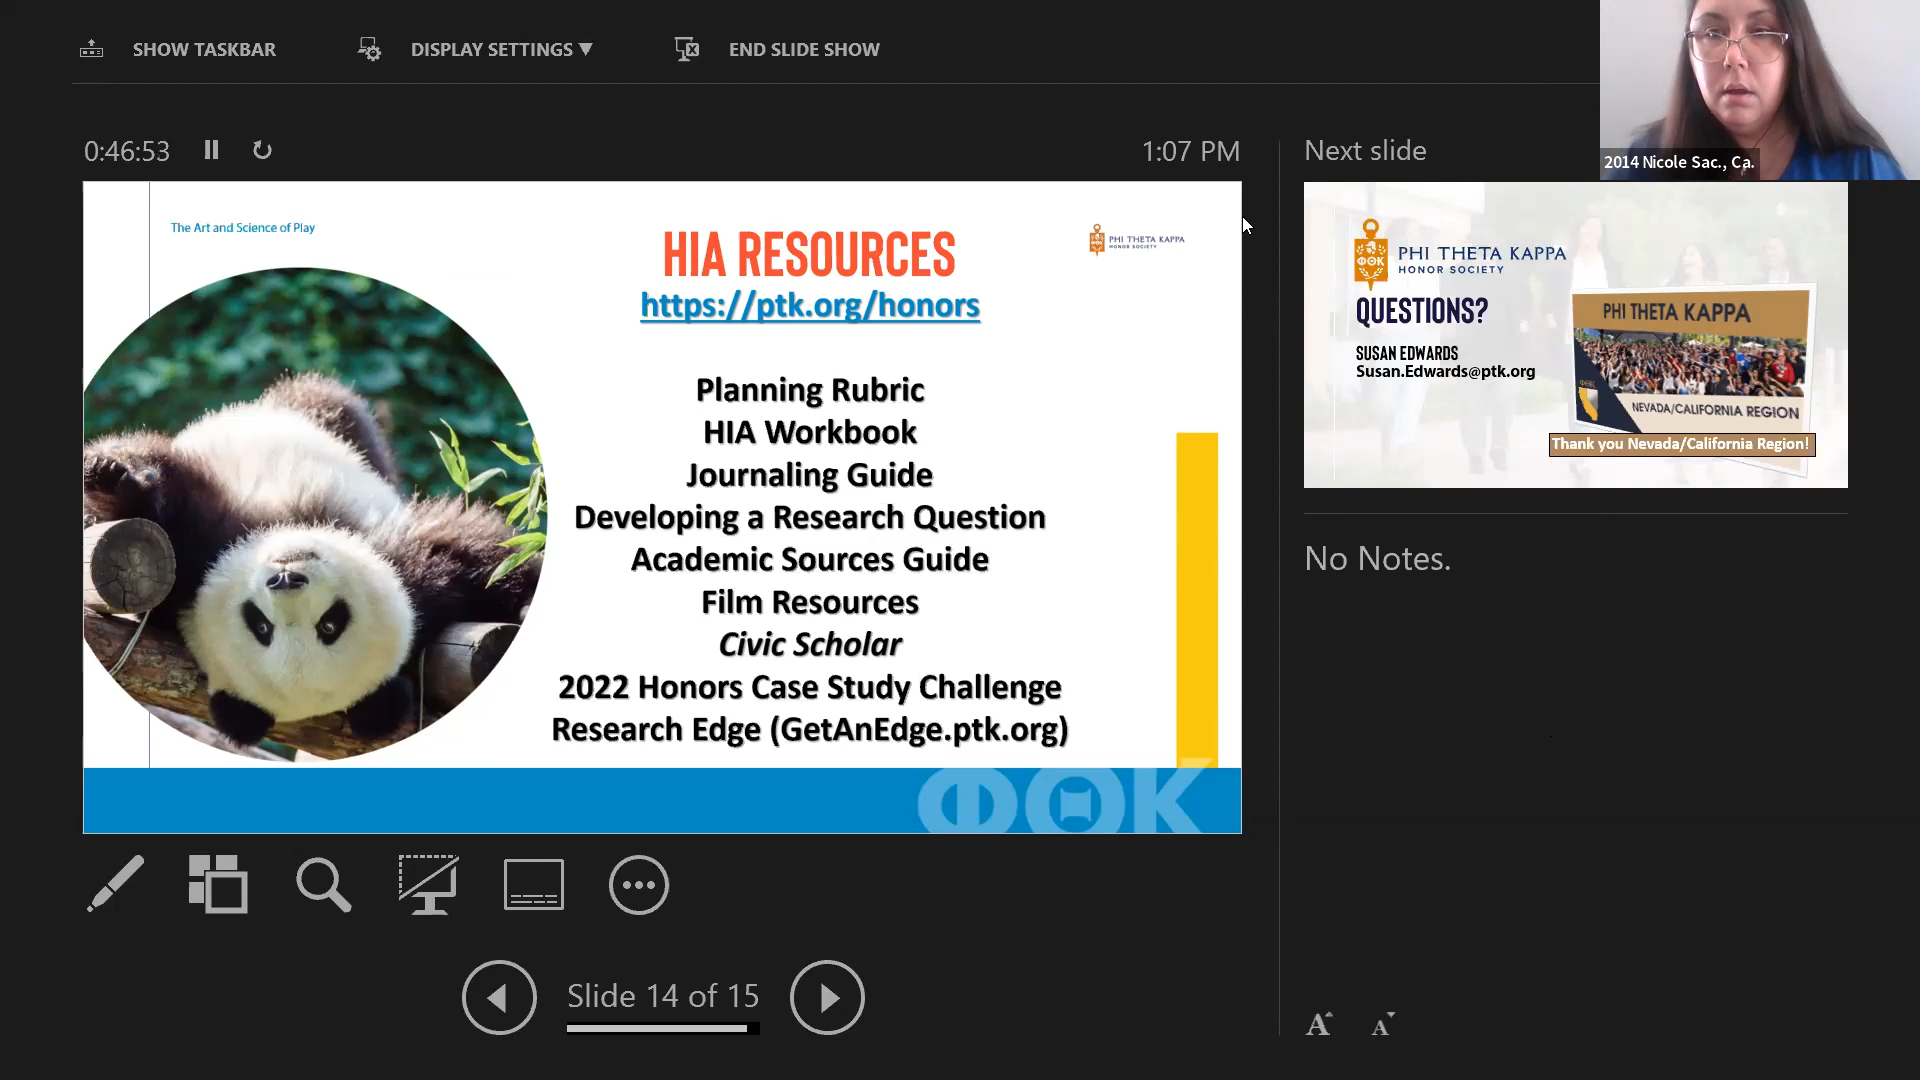 SHOW TASKBAR
DISPLAY SETTINGS ▼
END SLIDE SHOW
2014 Nicole Sac., Ca.
0:46:53
1:07 PM
Next slide
The Art and Science of Play
HIA RESOURCES
PHI THETA KAPPA
HONOR SOCIETY
https://ptk.org/honors
Planning Rubric
HIA Workbook
Journaling Guide
Developing a Research Question
Academic Sources Guide
Film Resources
Civic Scholar
2022 Honors Case Study Challenge
Research Edge (GetAnEdge.ptk.org)
ΦΘΚ
ΦΘΚ
PHI THETA KAPPA
HONOR SOCIETY
QUESTIONS?
SUSAN EDWARDS
Susan.Edwards@ptk.org
PHI THETA KAPPA
NEVADA/CALIFORNIA REGION
Thank you Nevada/California Region!
No Notes.
Slide 14 of 15
A
A